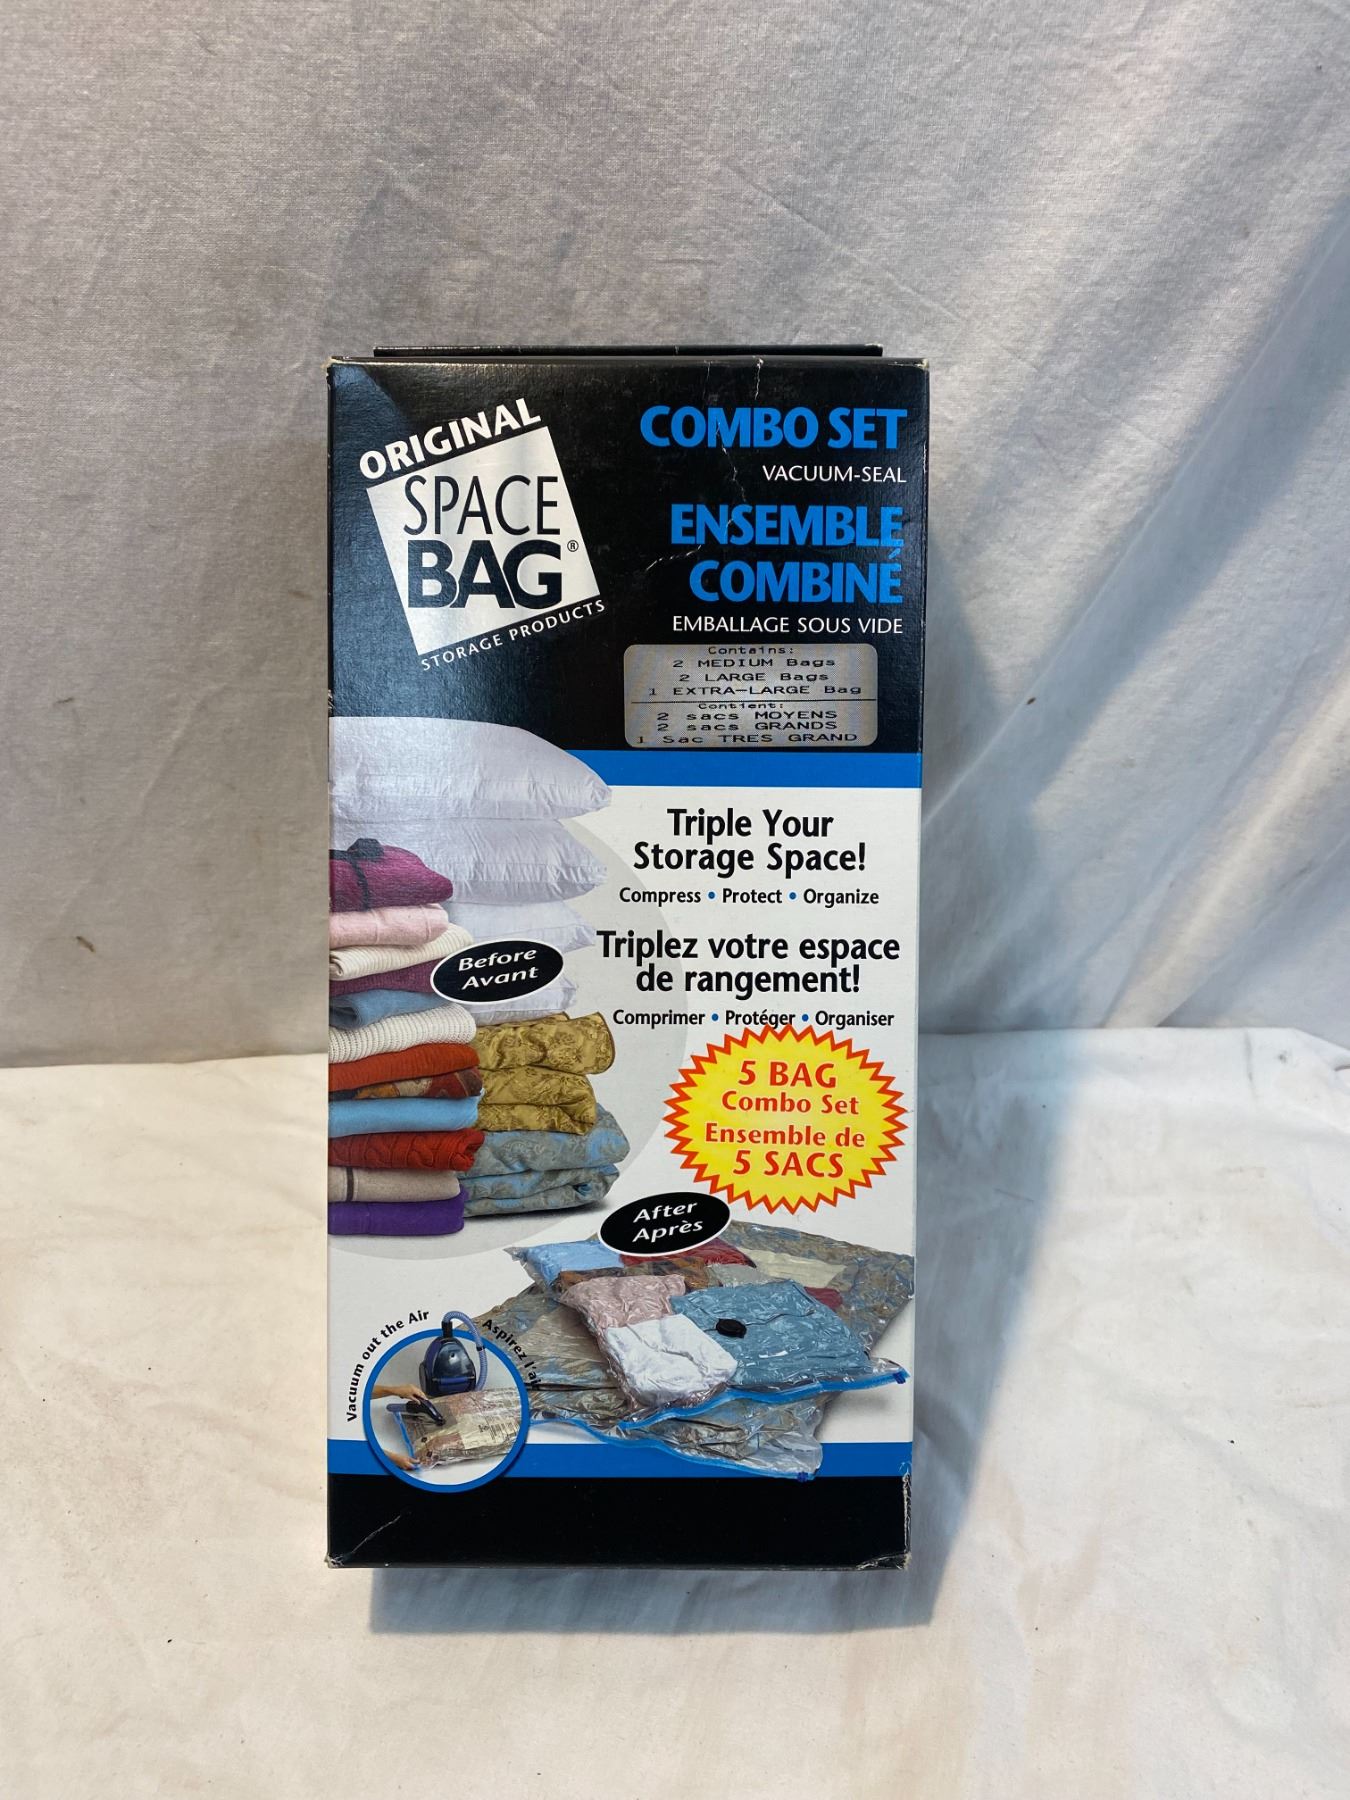 ORIGINAL
SPACE
BAG®
STORAGE PRODUCTS
COMBO SET
VACUUM-SEAL
ENSEMBLE
COMBINÉ
EMBALLAGE SOUS VIDE
Contains:
2 MEDIUM Bags
2 LARGE Bags
1 EXTRA-LARGE Bag
Contient:
2 sacs MOYENS
2 sacs GRANDS
1 Sac TRES GRAND
Triple Your
Storage Space!
Compress • Protect • Organize
Triplez votre espace
de rangement!
Comprimer • Protéger • Organiser
Before
Avant
5 BAG
Combo Set
Ensemble de
5 SACS
After
Après
Vacuum out the Air
Aspirez l'air